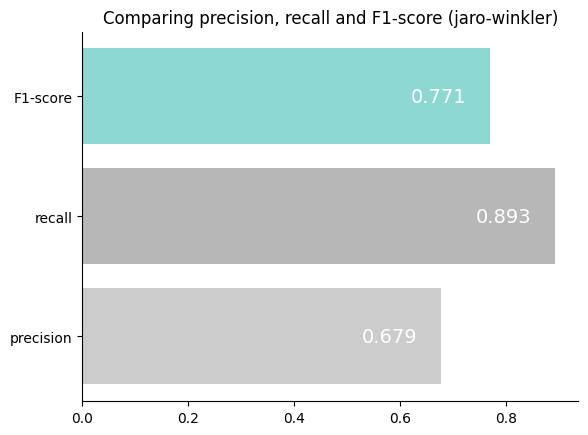 Comparing precision, recall and F1-score (jaro-winkler)
F1-score
0.771
recall
0.893
precision
0.679
0.0 0.2 0.4 0.6 0.8